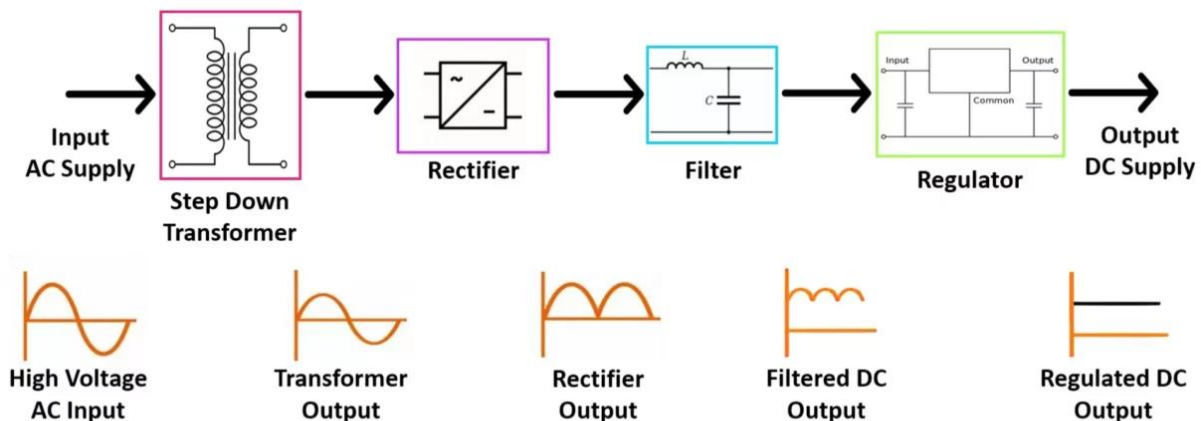 Input
AC Supply
Step Down
Transformer
~
–
Rectifier
L
C
Filter
Input
Output
Common
Regulator
Output
DC Supply
High Voltage
AC Input
Transformer
Output
Rectifier
Output
Filtered DC
Output
Regulated DC
Output